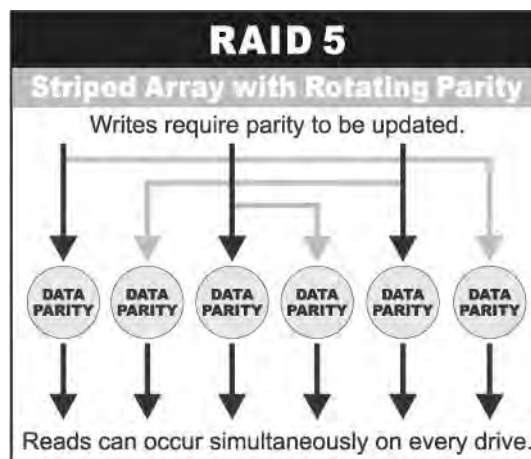 RAID 5
Striped Array with Rotating Parity
Writes require parity to be updated.
DATA PARITY
DATA PARITY
DATA PARITY
DATA PARITY
DATA PARITY
DATA PARITY
Reads can occur simultaneously on every drive.